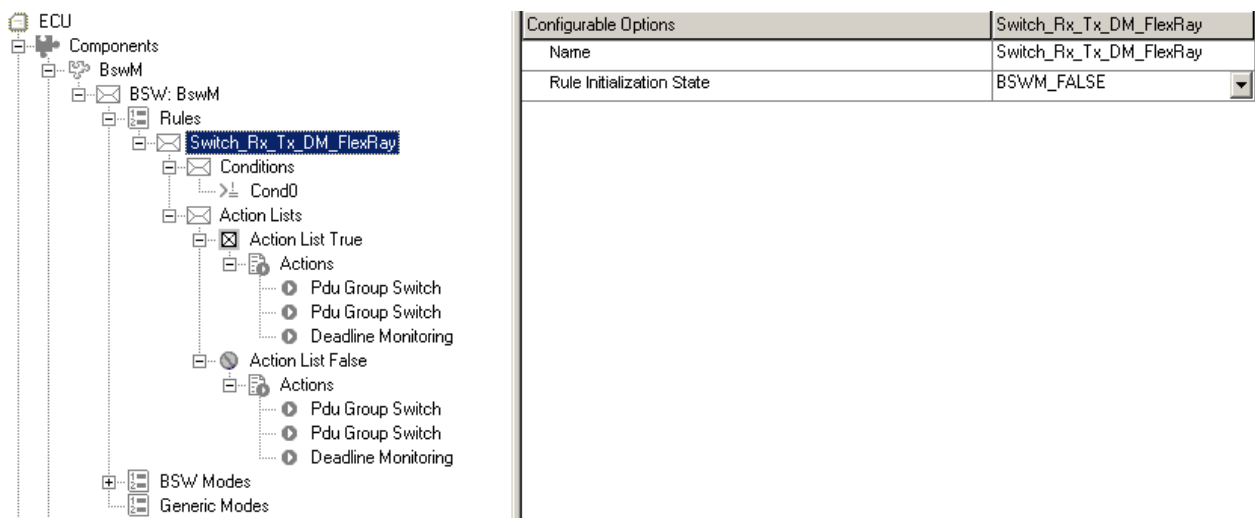 ECU
Components
BswM
BSW: BswM
Rules
Switch_Rx_Tx_DM_FlexRay
Conditions
Cond0
Action Lists
Action List True
Actions
Pdu Group Switch
Pdu Group Switch
Deadline Monitoring
Action List False
Actions
Pdu Group Switch
Pdu Group Switch
Deadline Monitoring
BSW Modes
Generic Modes
Configurable Options Switch_Rx_Tx_DM_FlexRay
Name Switch_Rx_Tx_DM_FlexRay
Rule Initialization State BSWM_FALSE